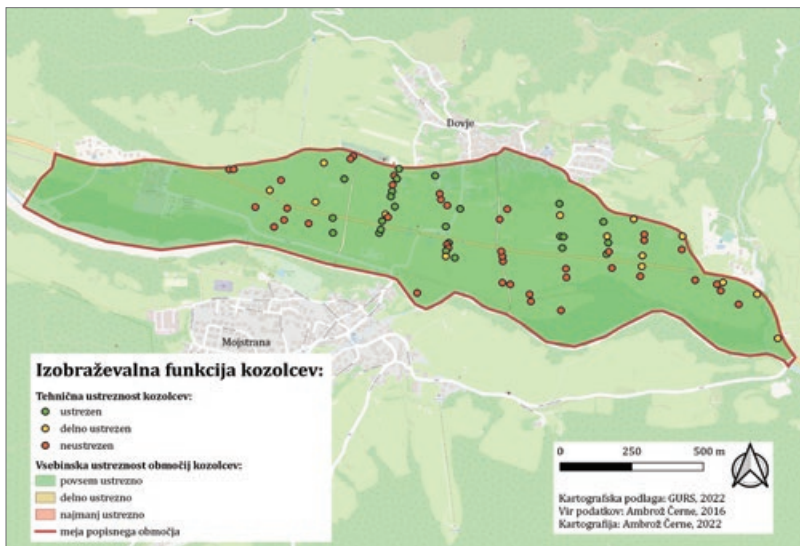 Dovje
Mojstrana
Izobraževalna funkcija kozolcev:
Tehnična ustreznost kozolcev:
ustrezen
delno ustrezen
neustrezen
Vsebinska ustreznost območij kozolcev:
povsem ustrezno
delno ustrezno
najmanj ustrezno
meja popisnega območja
0 250 500 m
Kartografska podlaga: GURS, 2022
Vir podatkov: Ambrož Černe, 2016
Kartografija: Ambrož Černe, 2022